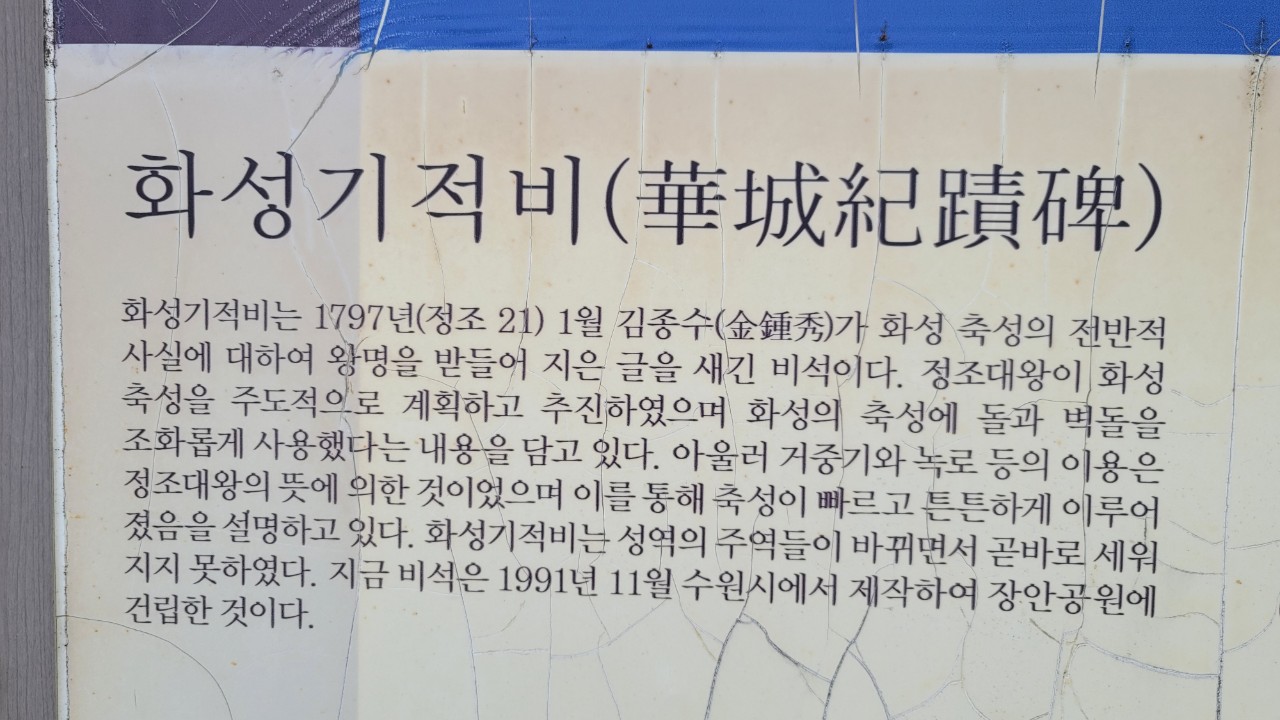 화성기적비(華城紀蹟碑)
화성기적비는 1797년(정조 21) 1월 김종수(金鍾秀)가 화성 축성의 전반적
사실에 대하여 왕명을 받들어 지은 글을 새긴 비석이다. 정조대왕이 화성
축성을 주도적으로 계획하고 추진하였으며 화성의 축성에 돌과 벽돌을
조화롭게 사용했다는 내용을 담고 있다. 아울러 거중기와 녹로 등의 이용은
정조대왕의 뜻에 의한 것이었으며 이를 통해 축성이 빠르고 튼튼하게 이루어
졌음을 설명하고 있다. 화성기적비는 성역의 주역들이 바뀌면서 곧바로 세워
지지 못하였다. 지금 비석은 1991년 11월 수원시에서 제작하여 장안공원에
건립한 것이다.